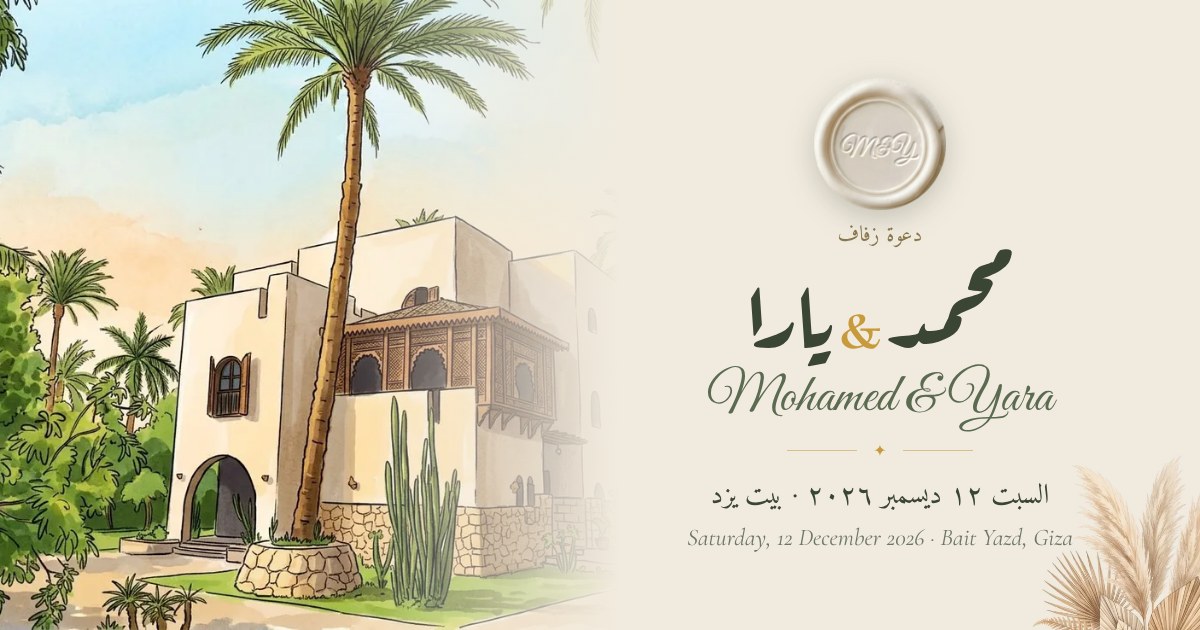 M&Y
دعوة زفاف
محمد & يارا
Mohamed & Yara
السبت ١٢ ديسمبر ٢٠٢٦ · بيت يزد
Saturday, 12 December 2026 · Bait Yazd, Giza